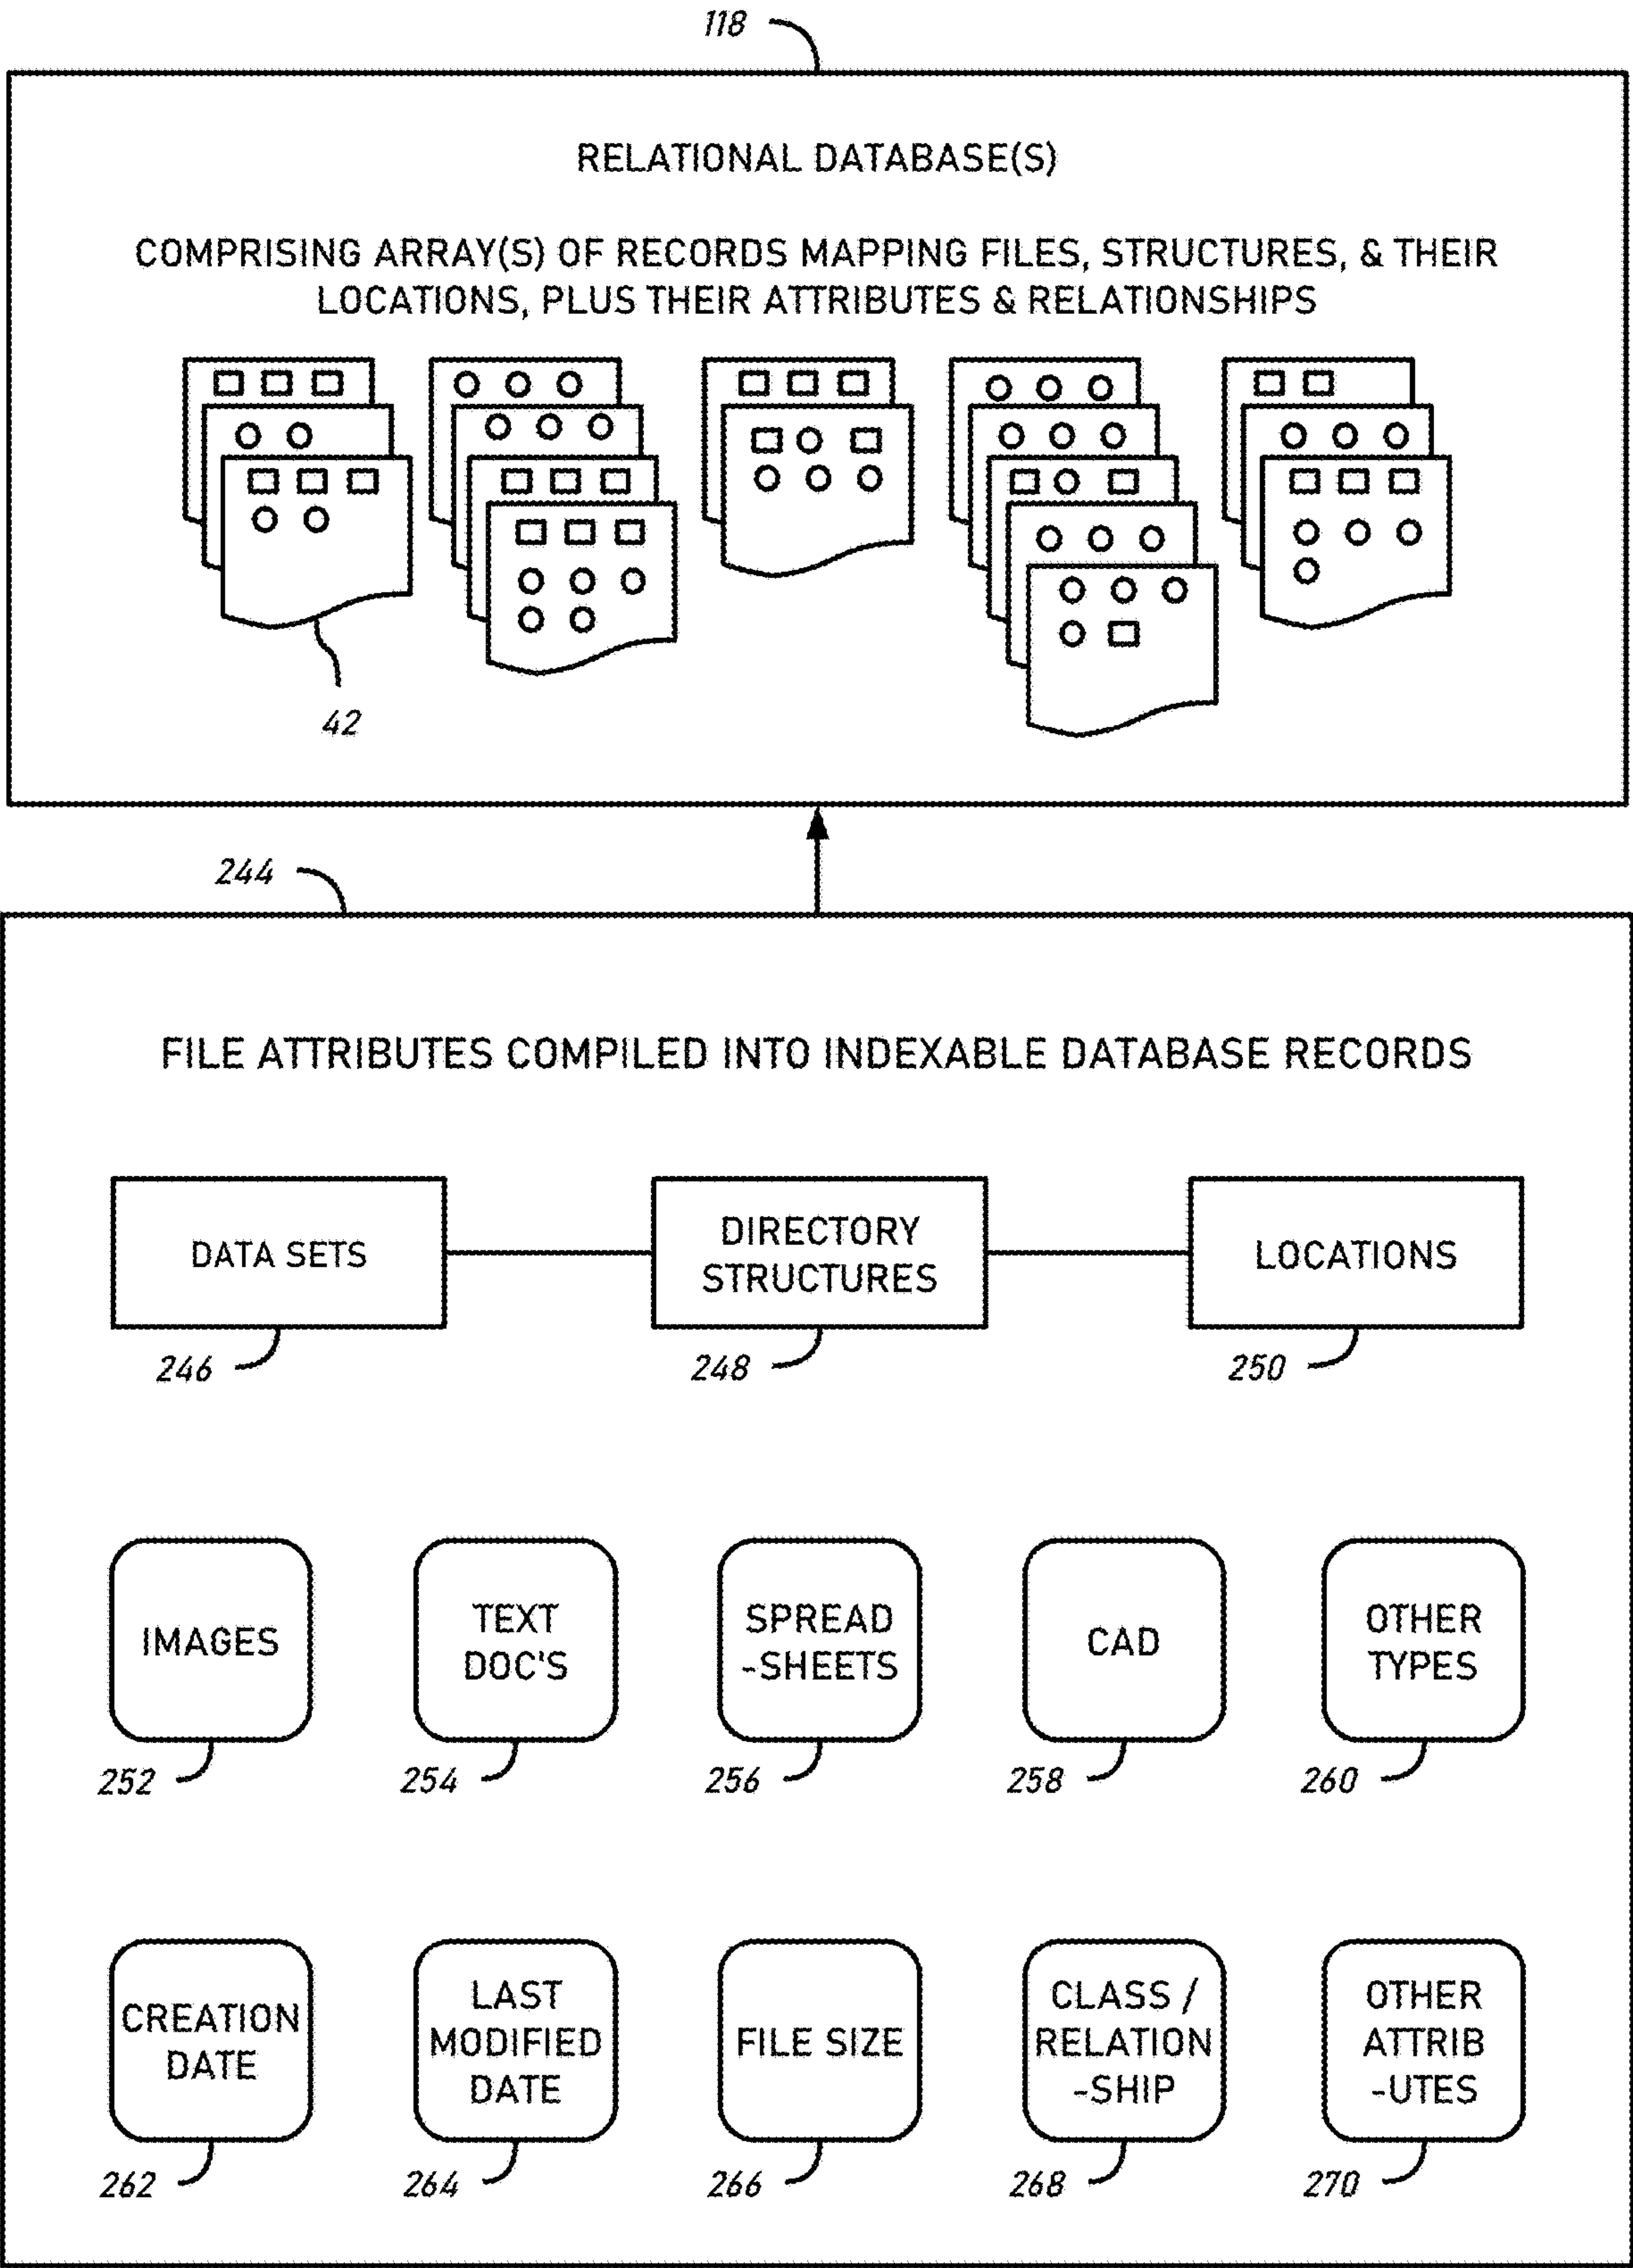 118
RELATIONAL DATABASE(S)
COMPRISING ARRAY(S) OF RECORDS MAPPING FILES, STRUCTURES, & THEIR
LOCATIONS, PLUS THEIR ATTRIBUTES & RELATIONSHIPS
42
244
FILE ATTRIBUTES COMPILED INTO INDEXABLE DATABASE RECORDS
DATA SETS
DIRECTORY
STRUCTURES
LOCATIONS
246
248
250
IMAGES
TEXT
DOC'S
SPREAD
-SHEETS
CAD
OTHER
TYPES
252
254
256
258
260
CREATION
DATE
LAST
MODIFIED
DATE
FILE SIZE
CLASS /
RELATION
-SHIP
OTHER
ATTRIB
-UTES
262
264
266
268
270